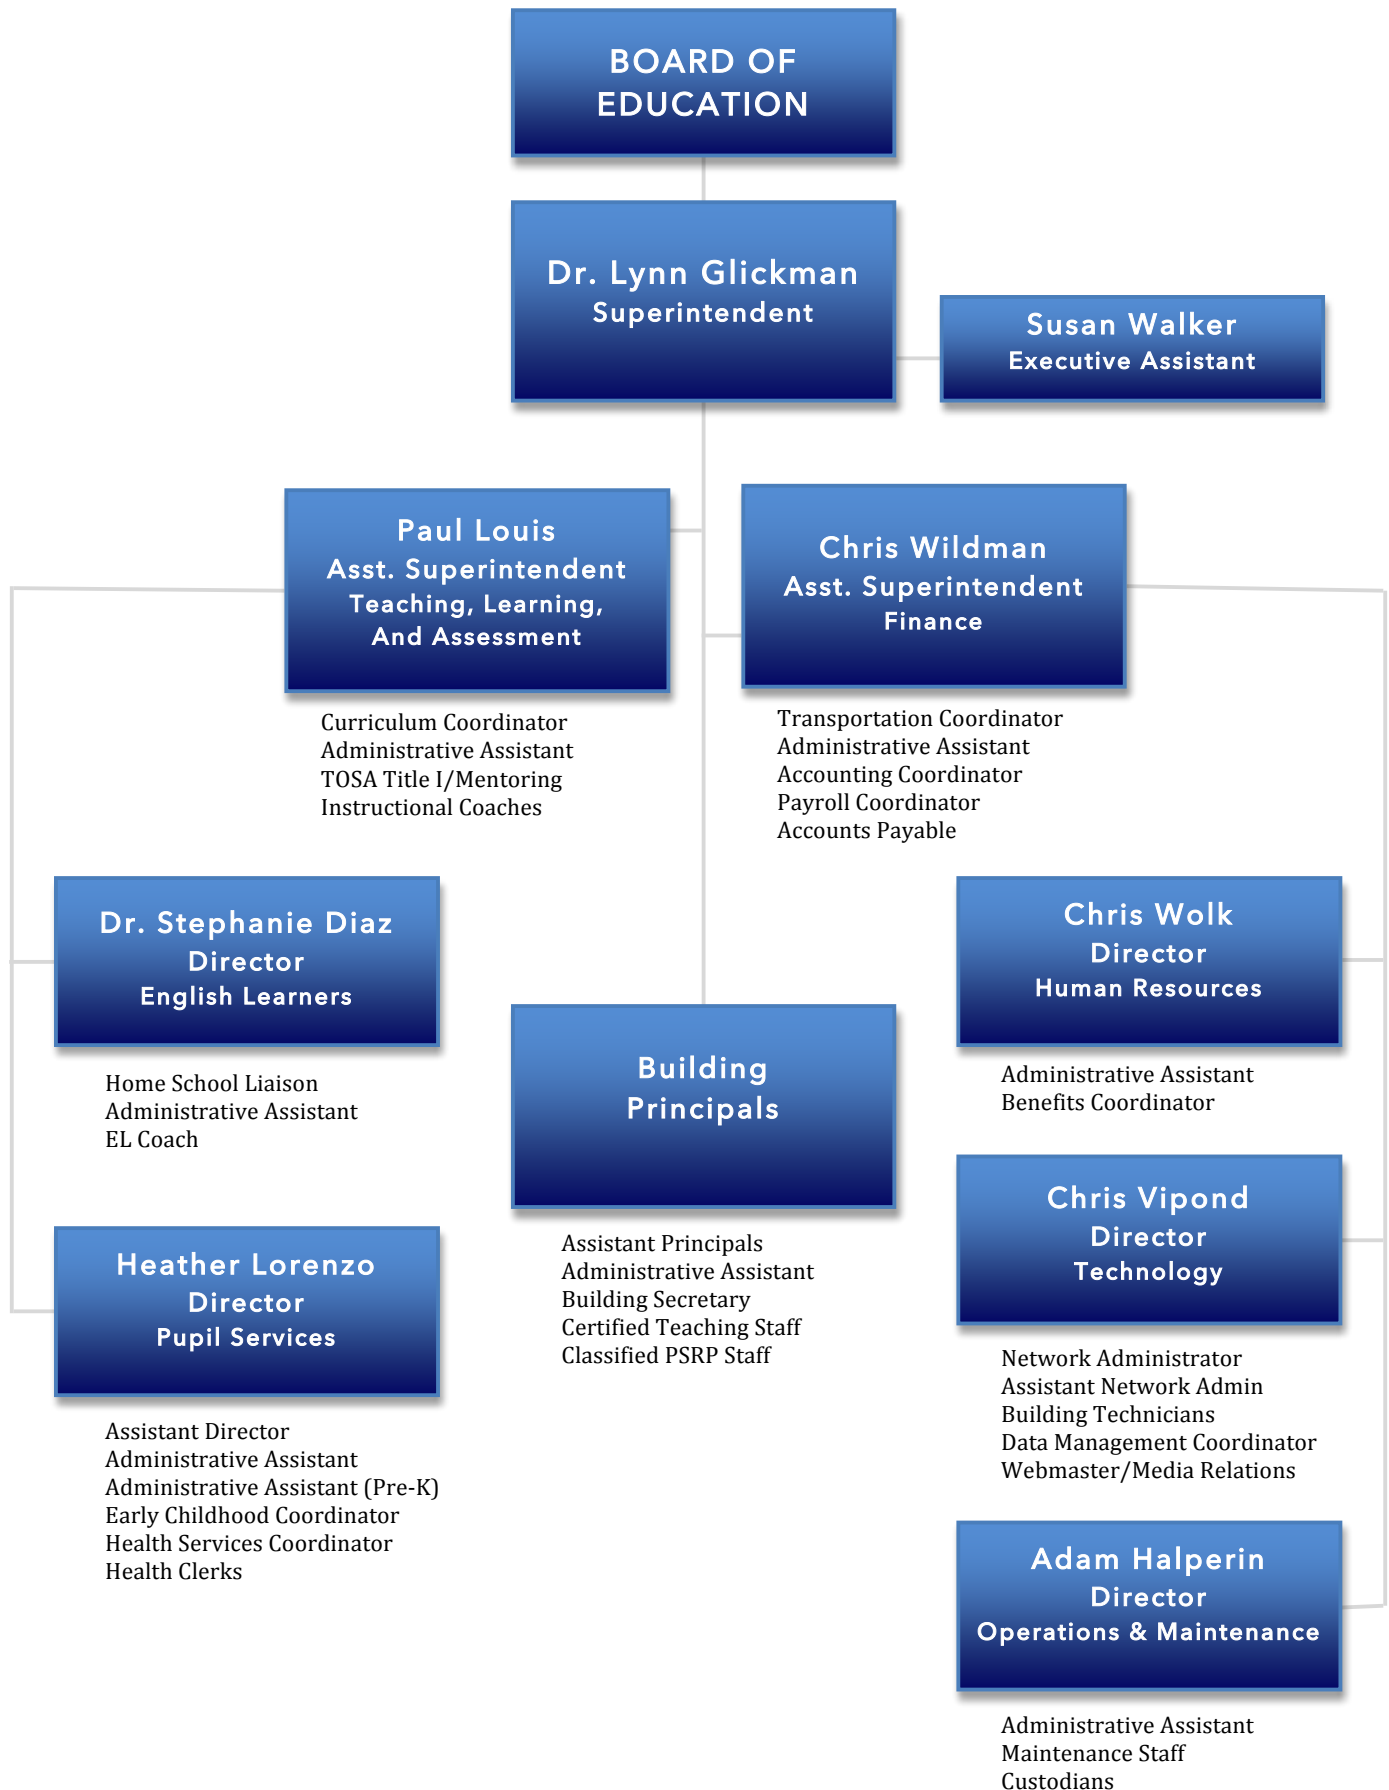 BOARD OF
EDUCATION
Dr. Lynn Glickman
Superintendent
Susan Walker
Executive Assistant
Paul Louis
Asst. Superintendent
Teaching, Learning,
And Assessment
Curriculum Coordinator
Administrative Assistant
TOSA Title I/Mentoring
Instructional Coaches
Chris Wildman
Asst. Superintendent
Finance
Transportation Coordinator
Administrative Assistant
Accounting Coordinator
Payroll Coordinator
Accounts Payable
Dr. Stephanie Diaz
Director
English Learners
Home School Liaison
Administrative Assistant
EL Coach
Heather Lorenzo
Director
Pupil Services
Assistant Director
Administrative Assistant
Administrative Assistant (Pre-K)
Early Childhood Coordinator
Health Services Coordinator
Health Clerks
Building
Principals
Assistant Principals
Administrative Assistant
Building Secretary
Certified Teaching Staff
Classified PSRP Staff
Chris Wolk
Director
Human Resources
Administrative Assistant
Benefits Coordinator
Chris Vipond
Director
Technology
Network Administrator
Assistant Network Admin
Building Technicians
Data Management Coordinator
Webmaster/Media Relations
Adam Halperin
Director
Operations & Maintenance
Administrative Assistant
Maintenance Staff
Custodians